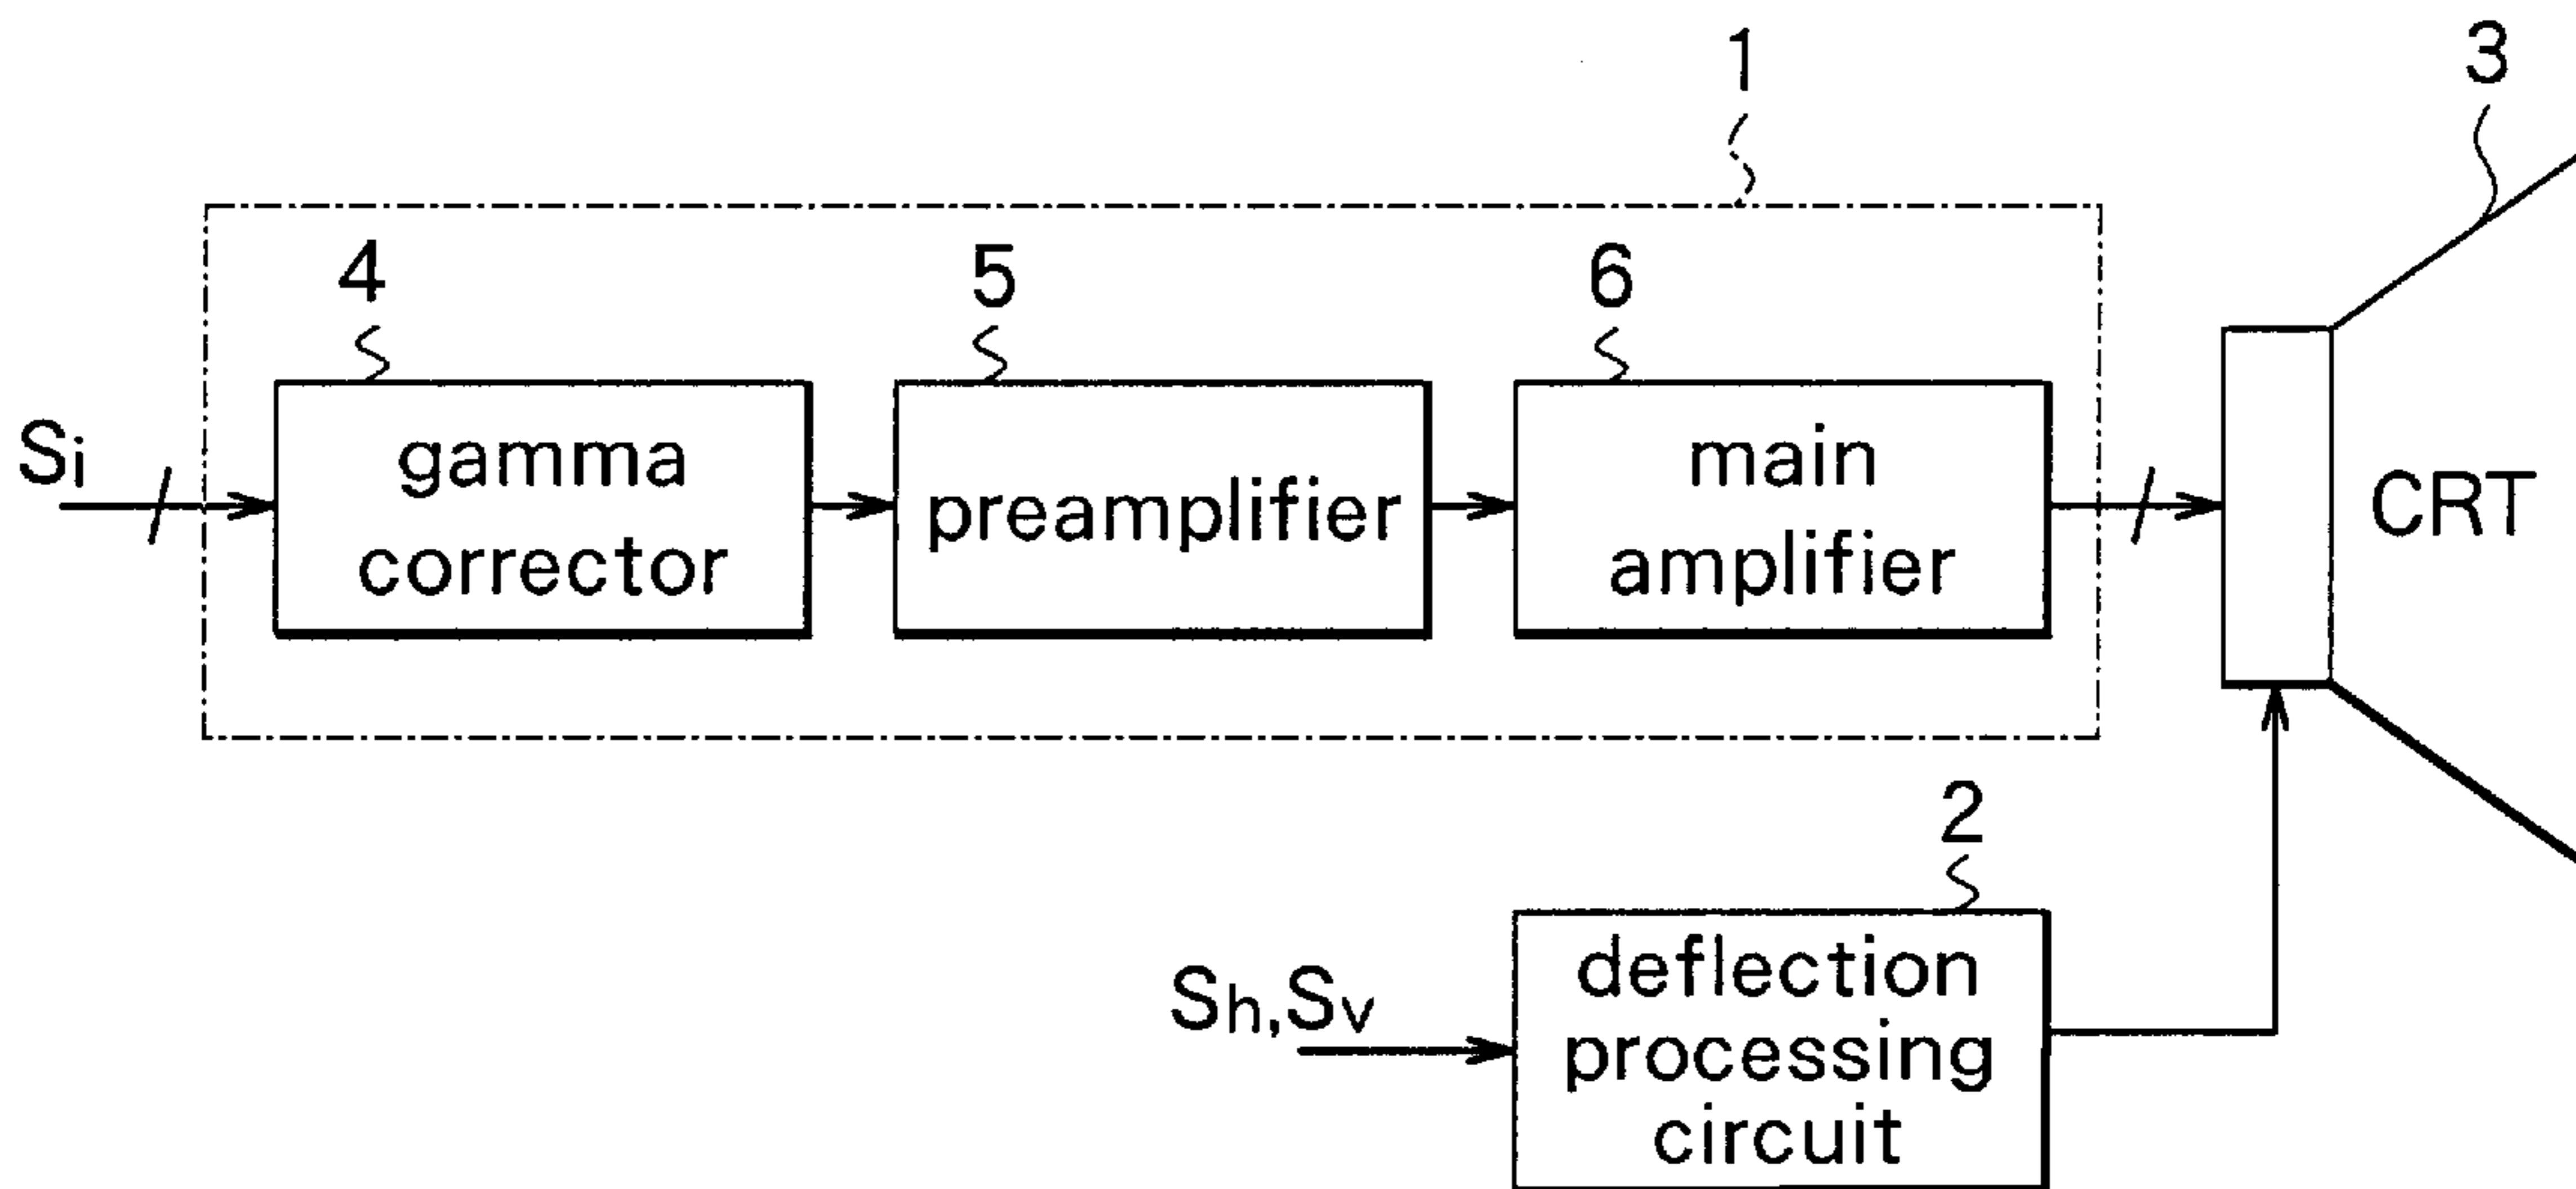 1
3
4
5
6
Si
gamma
corrector
preamplifier
main
amplifier
CRT
2
Sh,Sv
deflection
processing
circuit